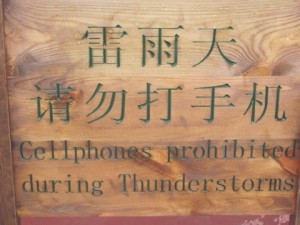 雷雨天
请勿打手机
Cellphones prohibited
during Thunderstorms